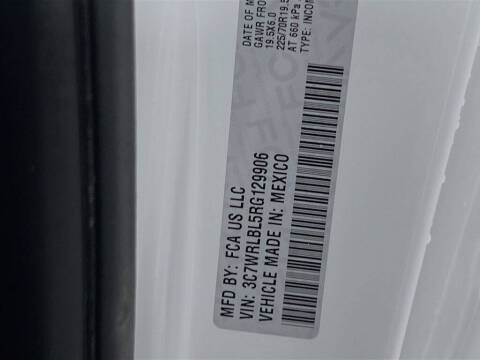 DATE OF M
GAWR FRO
19.5X6.0
225/70R19.5
AT 660 kPa
TYPE: INCOM
MFD BY: FCA US LLC
VIN: 3C7WRLBL5RG129906
VEHICLE MADE IN: MEXICO